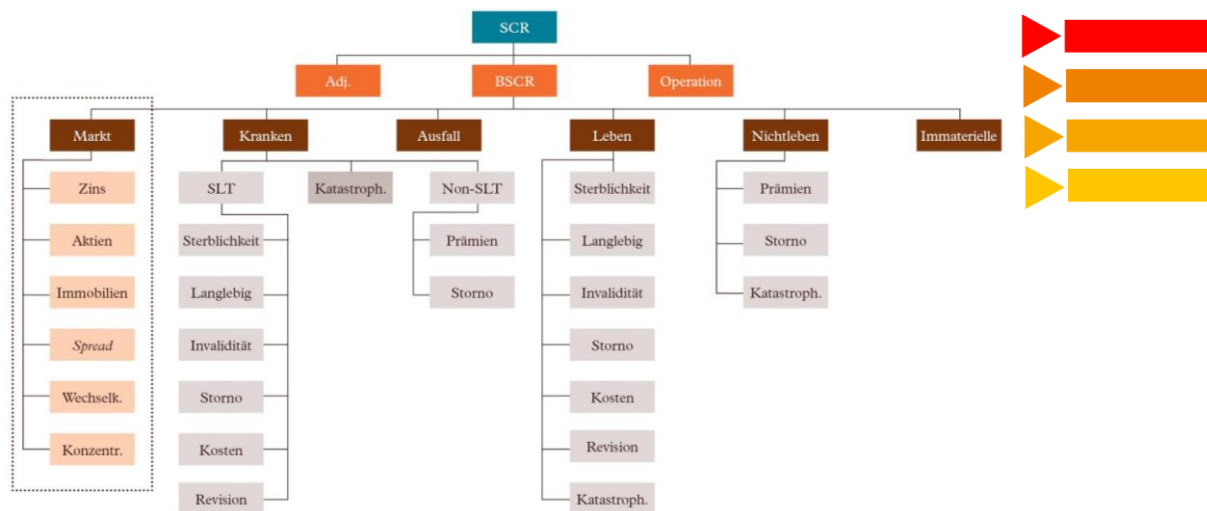 SCR
Adj.
BSCR
Operation
Markt
Kranken
Ausfall
Leben
Nichtleben
Immaterielle
Zins
Aktien
Immobilien
Spread
Wechselk.
Konzentr.
SLT
Katastroph.
Non-SLT
Sterblichkeit
Langlebig
Invalidität
Storno
Kosten
Revision
Prämien
Storno
Sterblichkeit
Langlebig
Invalidität
Storno
Kosten
Revision
Katastroph.
Prämien
Storno
Katastroph.